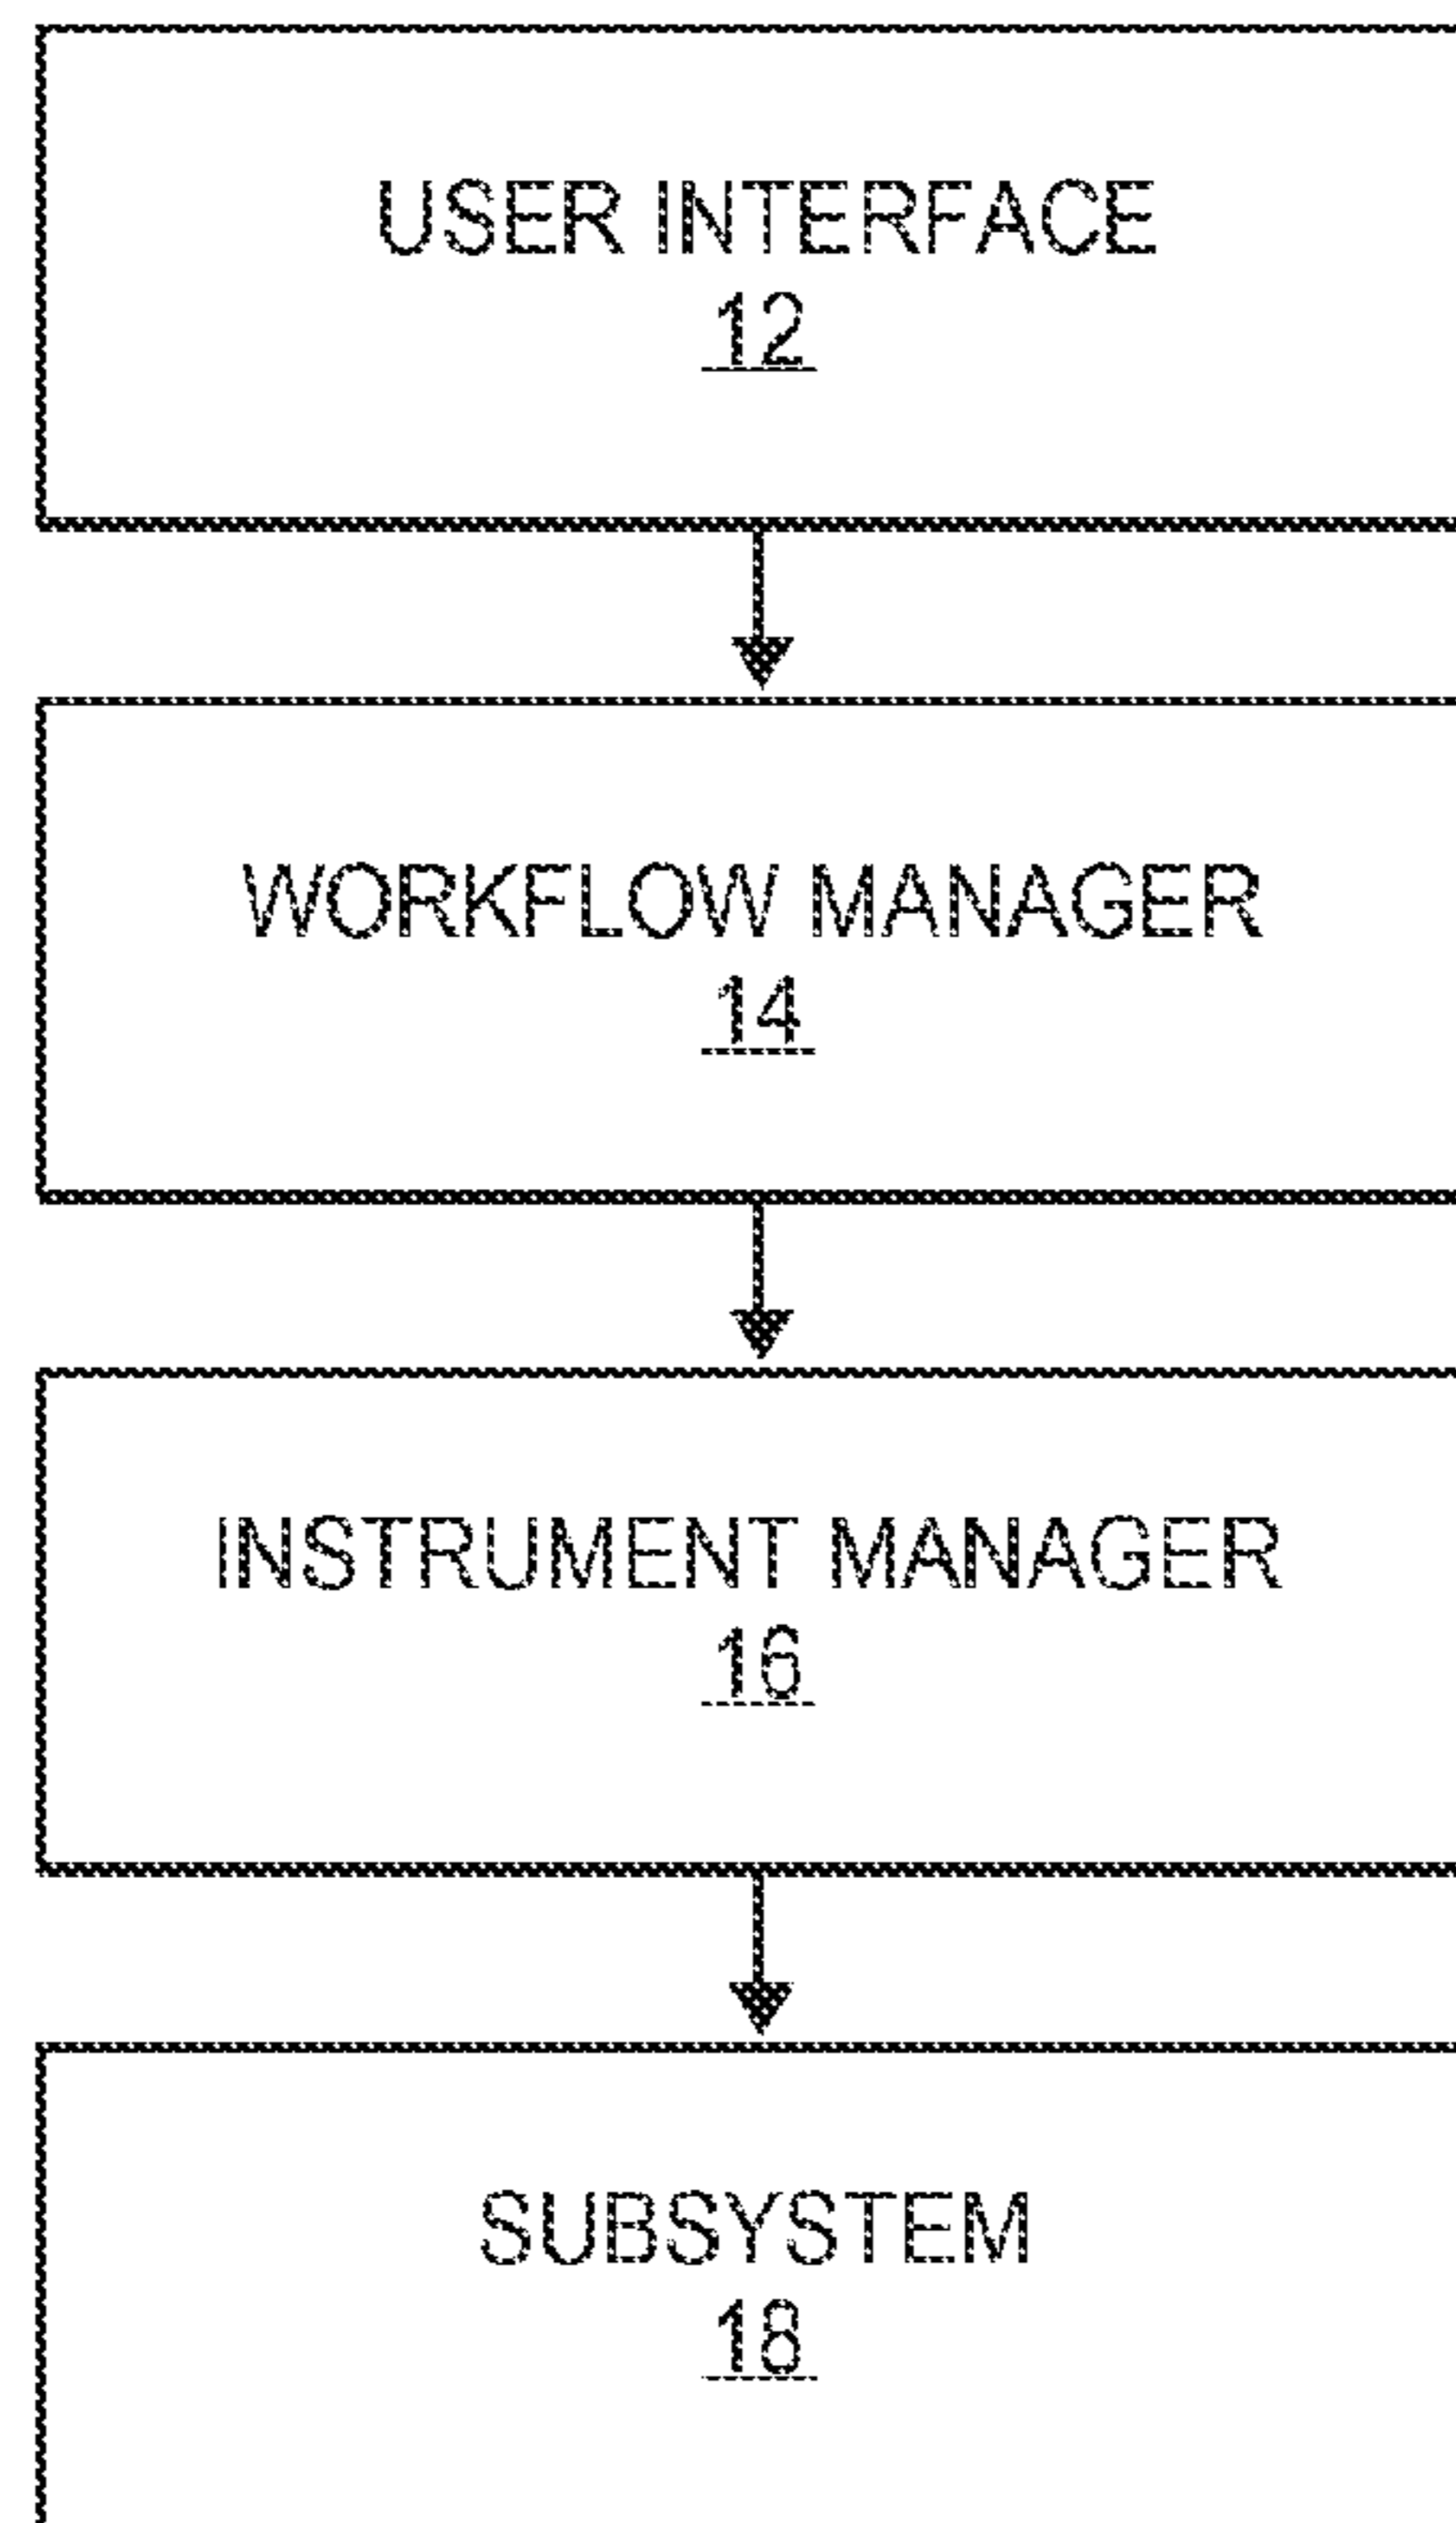 USER INTERFACE
12
WORKFLOW MANAGER
14
INSTRUMENT MANAGER
16
SUBSYSTEM
18